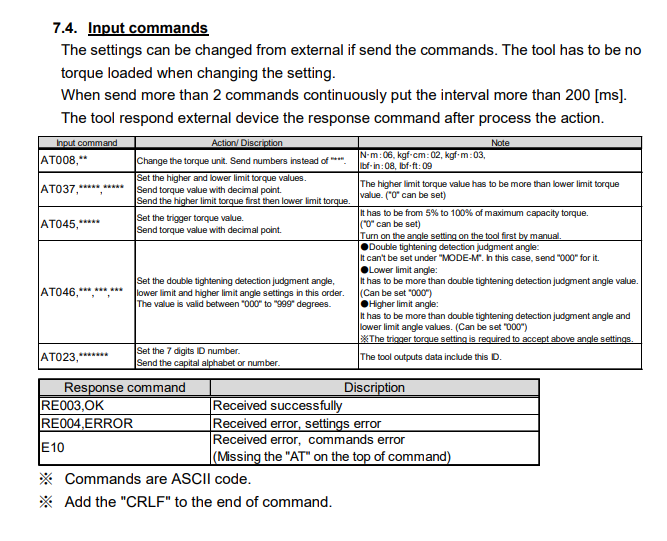 7.4. Input commands
The settings can be changed from external if send the commands. The tool has to be no
torque loaded when changing the setting.
When send more than 2 commands continuously put the interval more than 200 [ms].
The tool respond external device the response command after process the action.
Input command Action/ Discription Note
AT008,** Change the torque unit. Send numbers instead of "**". N·m : 06, kgf·cm : 02, kgf·m : 03,
lbf·in : 08, lbf·ft : 09
AT037,*****,***** Set the higher and lower limit torque values.
Send torque value with decimal point.
Send the higher limit torque first then lower limit torque.
The higher limit torque value has to be more than lower limit torque
value. ("0" can be set)
AT045,***** Set the trigger torque value.
Send torque value with decimal point.
It has to be from 5% to 100% of maximum capacity torque.
("0" can be set)
Turn on the angle setting on the tool first by manual.
AT046,***,***,*** Set the double tightening detection judgment angle,
lower limit and higher limit angle settings in this order.
The value is valid between "000" to "999" degrees.
●Double tightening detection judgment angle:
It can't be set under "MODE-M". In this case, send "000" for it.
●Lower limit angle:
It has to be more than double tightening detection judgment angle value.
(Can be set "000")
●Higher limit angle:
It has to be more than double tightening detection judgment angle and
lower limit angle values. (Can be set "000")
※The trigger torque setting is required to accept above angle settings.
AT023,******* Set the 7 digits ID number.
Send the capital alphabet or number.
The tool outputs data include this ID.
Response command Discription
RE003,OK Received successfully
RE004,ERROR Received error, settings error
E10 Received error, commands error
(Missing the "AT" on the top of command)
※ Commands are ASCII code.
※ Add the "CRLF" to the end of command.